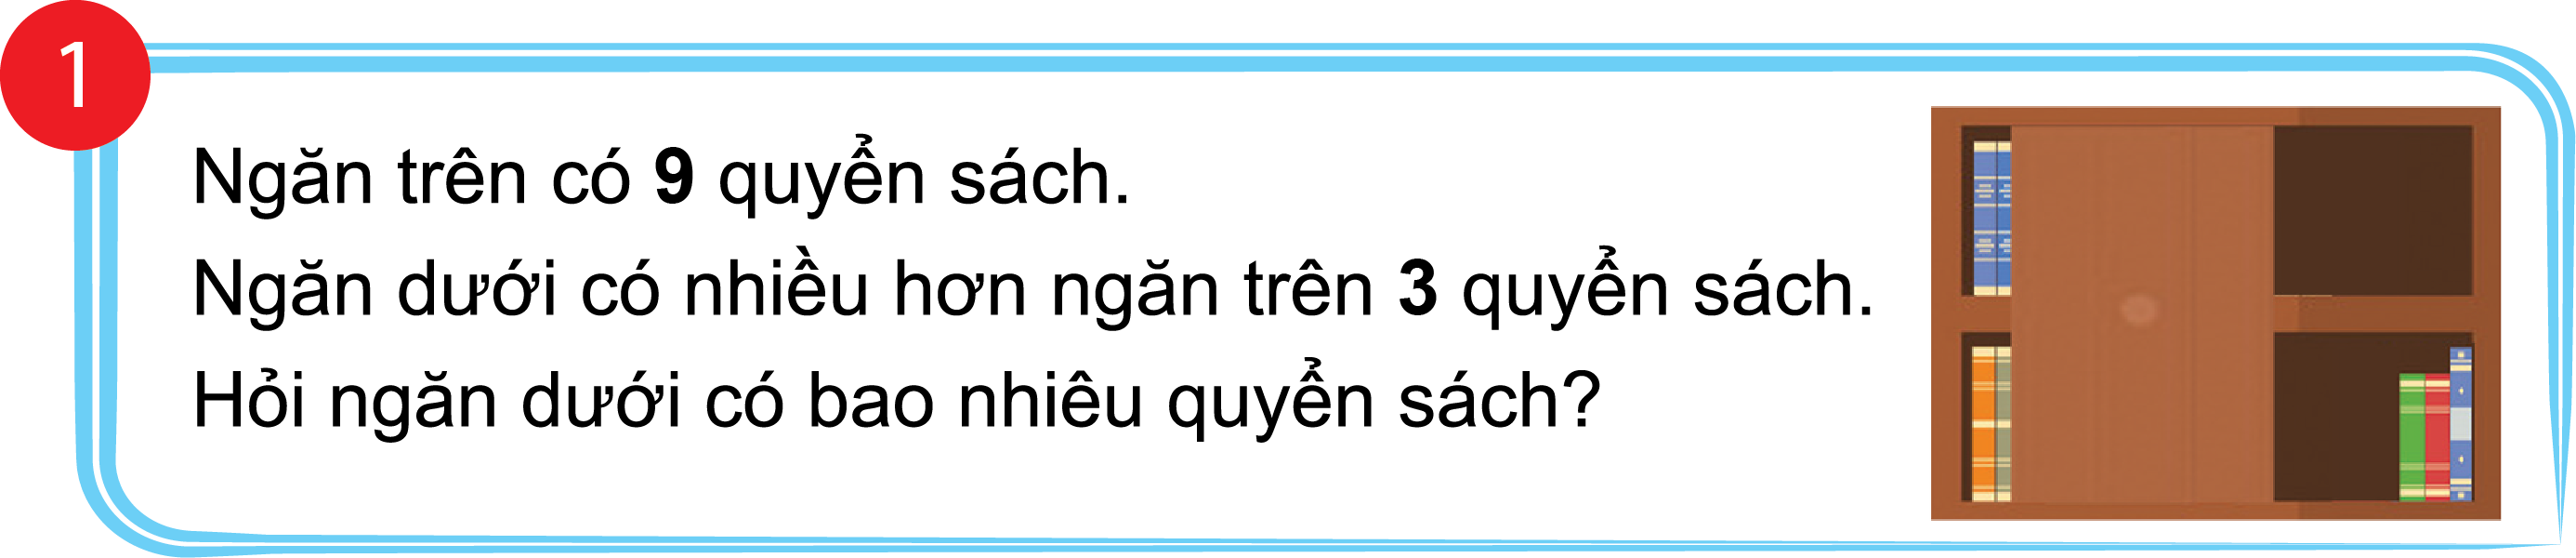 1
Ngăn trên có 9 quyển sách.
Ngăn dưới có nhiều hơn ngăn trên 3 quyển sách.
Hỏi ngăn dưới có bao nhiêu quyển sách?